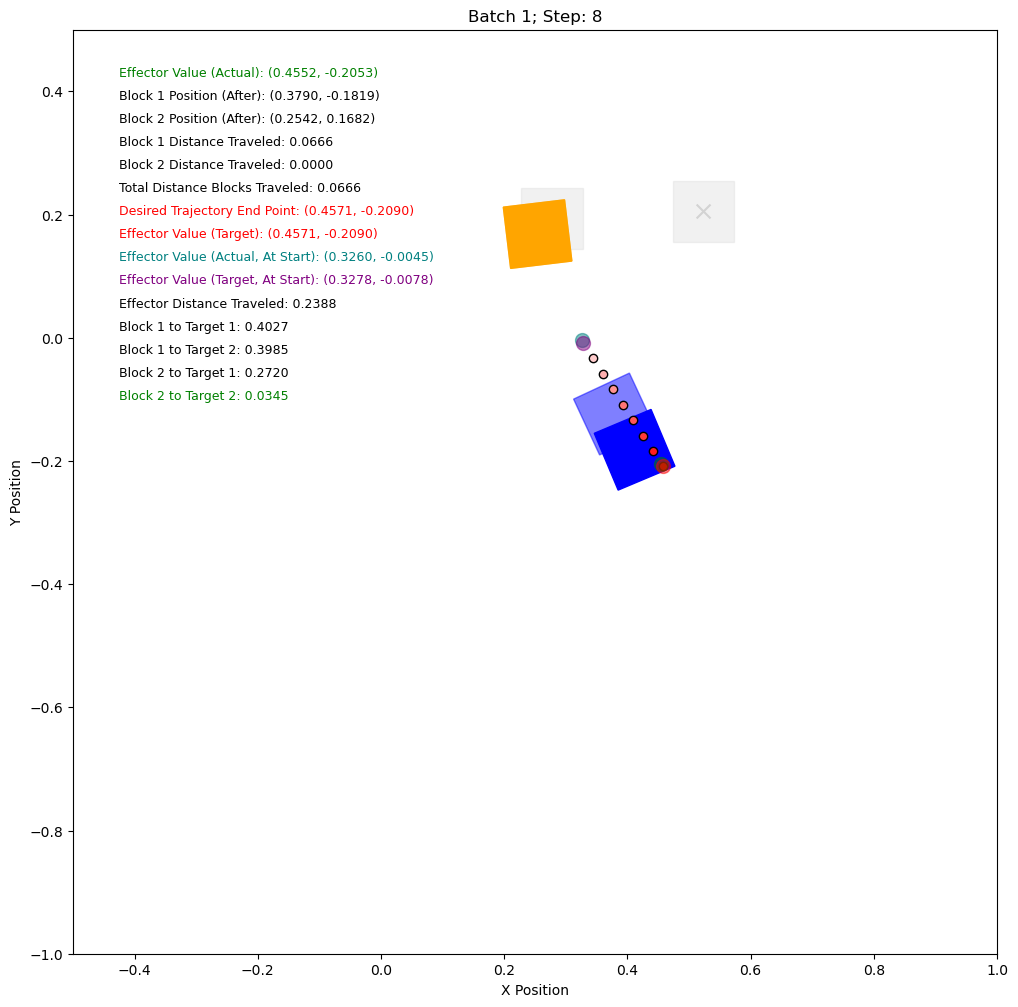 Batch 1; Step: 8
Effector Value (Actual): (0.4552, -0.2053)
Block 1 Position (After): (0.3790, -0.1819)
Block 2 Position (After): (0.2542, 0.1682)
Block 1 Distance Traveled: 0.0666
Block 2 Distance Traveled: 0.0000
Total Distance Blocks Traveled: 0.0666
Desired Trajectory End Point: (0.4571, -0.2090)
Effector Value (Target): (0.4571, -0.2090)
Effector Value (Actual, At Start): (0.3260, -0.0045)
Effector Value (Target, At Start): (0.3278, -0.0078)
Effector Distance Traveled: 0.2388
Block 1 to Target 1: 0.4027
Block 1 to Target 2: 0.3985
Block 2 to Target 1: 0.2720
Block 2 to Target 2: 0.0345
0.4
0.2
0.0
−0.2
−0.4
−0.6
−0.8
−1.0
Y Position
−0.4
−0.2
0.0
0.2
0.4
0.6
0.8
1.0
X Position